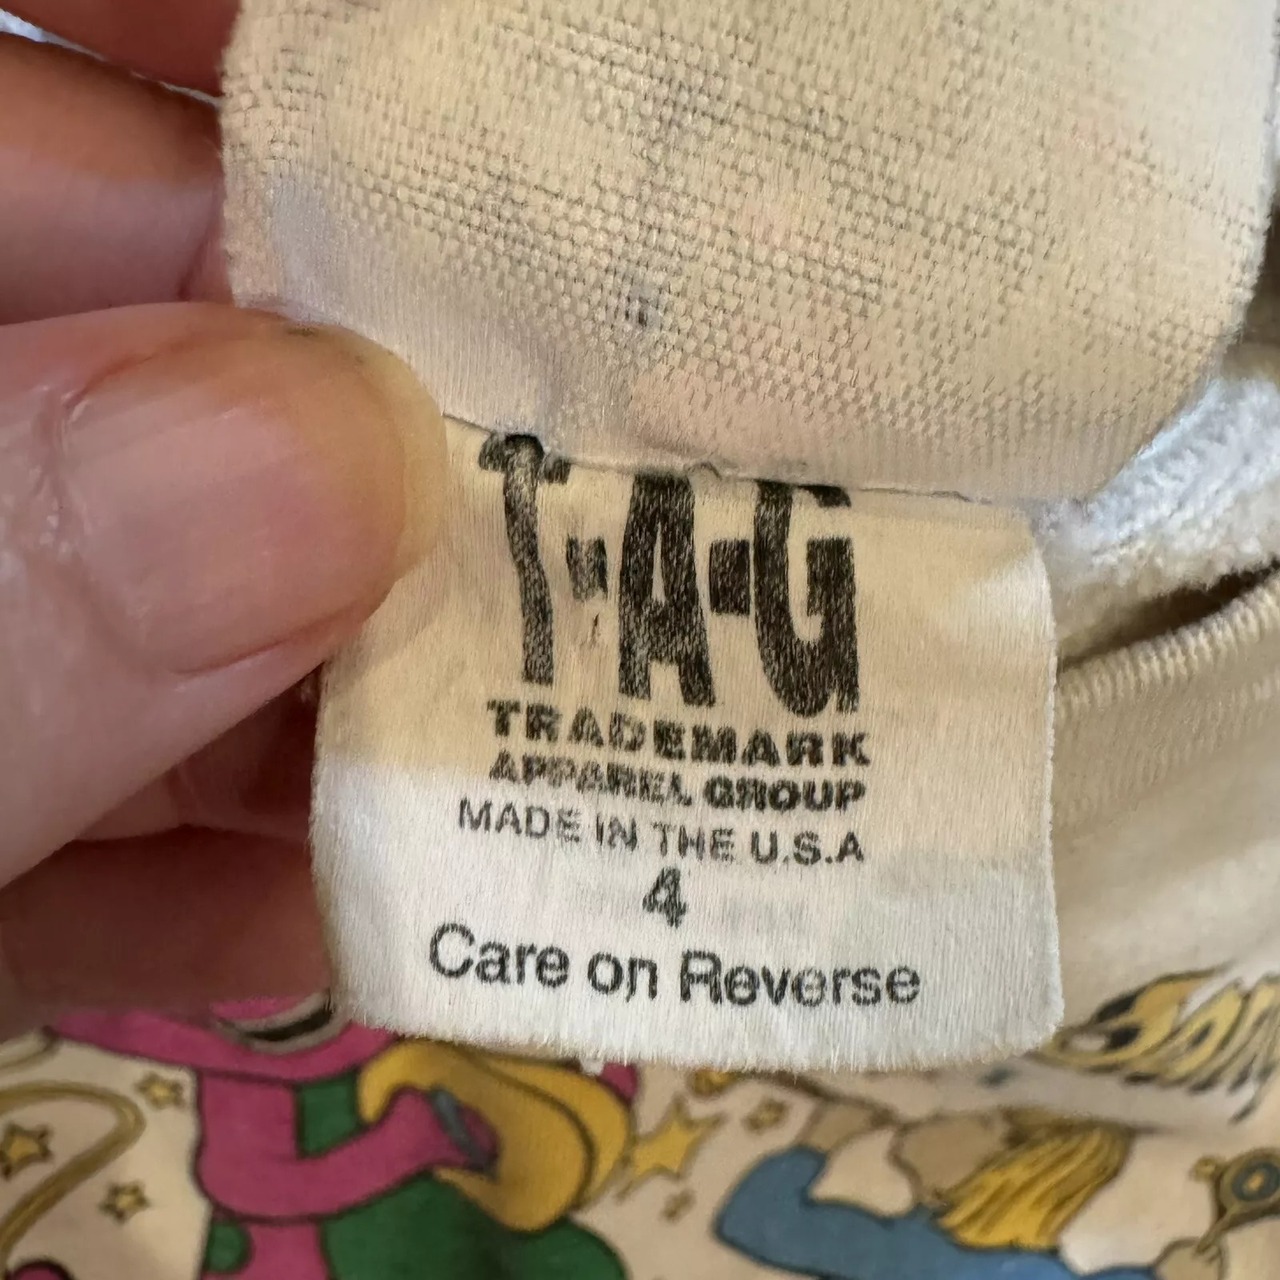 T-A-G
TRADEMARK
APPAREL GROUP
MADE IN THE U.S.A
4
Care on Reverse